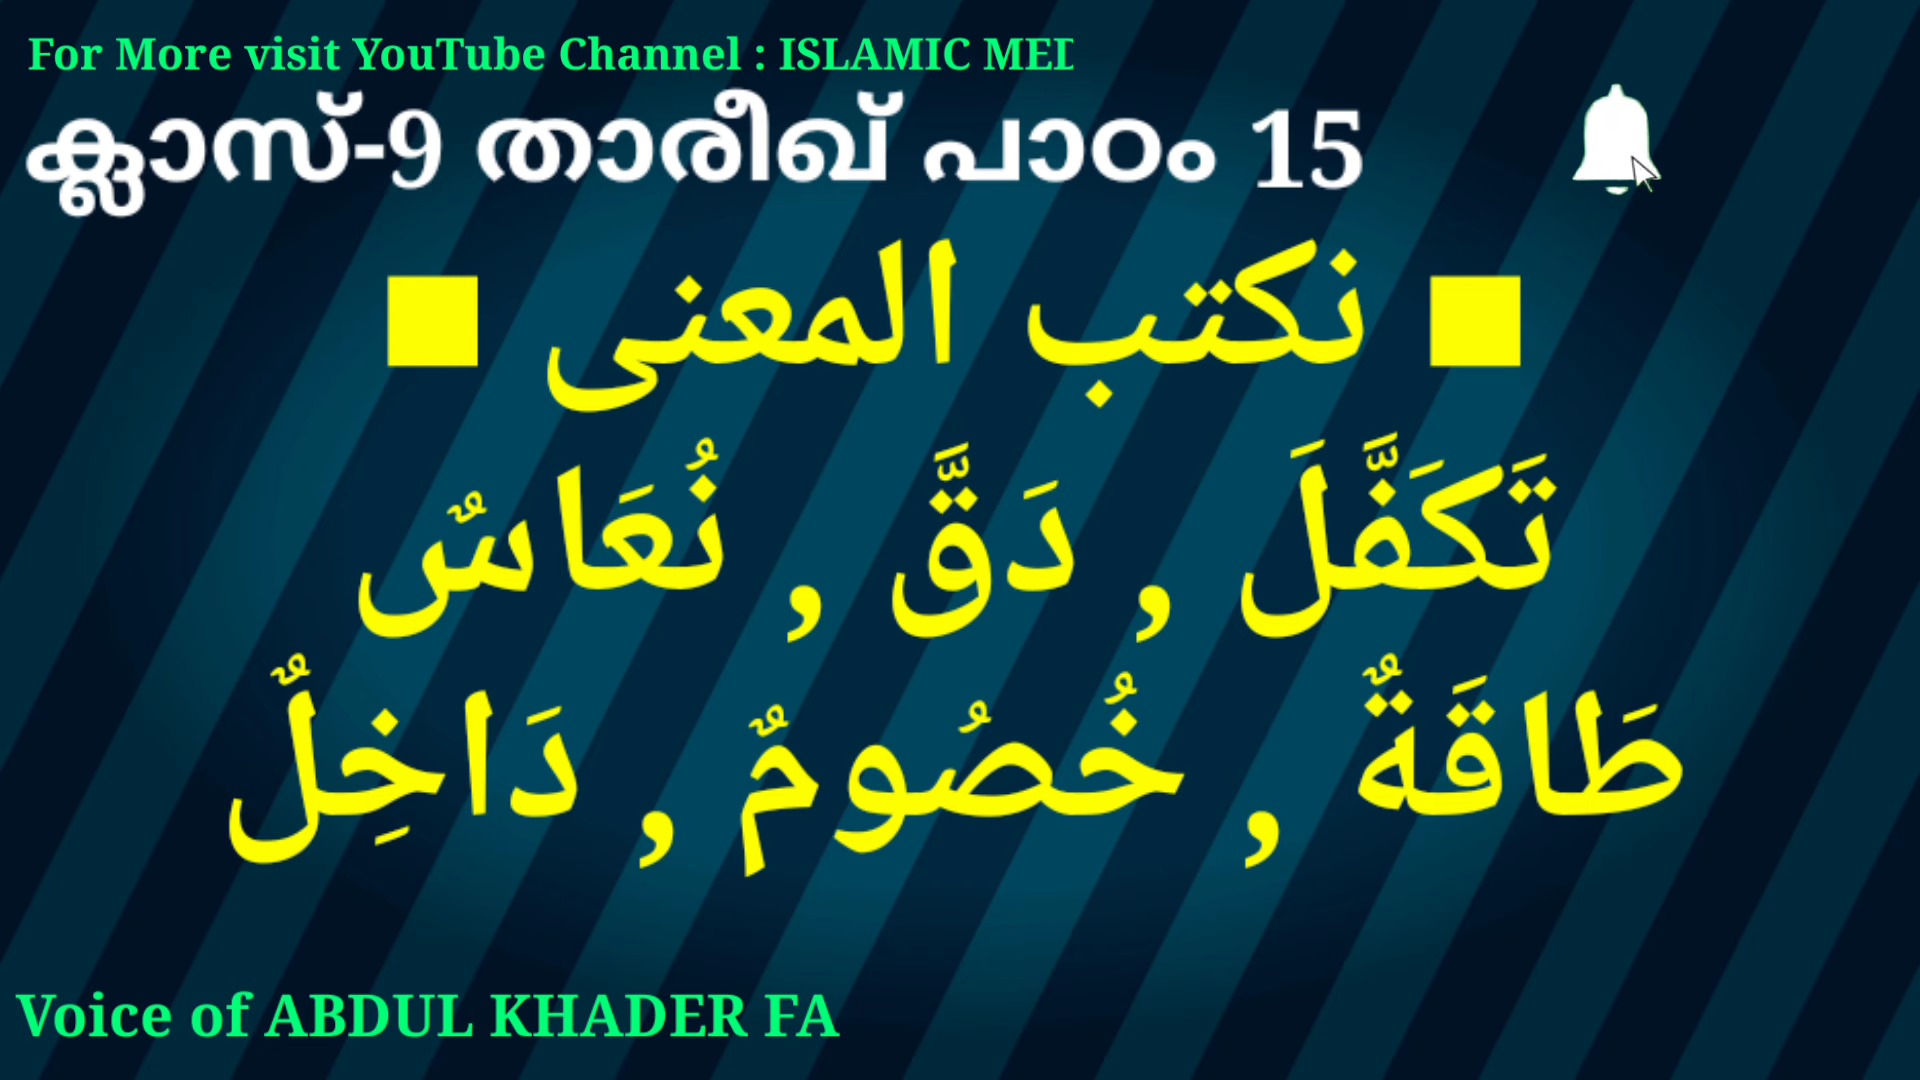 For More visit YouTube Channel : ISLAMIC MED
ക്ലാസ്-9 താരീഖ് പാഠം 15
■ نكتب المعنى ■
تَكَفَّلَ , دَقَّ , نُعَاسٌ
طَاقَةٌ , خُصُومٌ , دَاخِلٌ
Voice of ABDUL KHADER FA